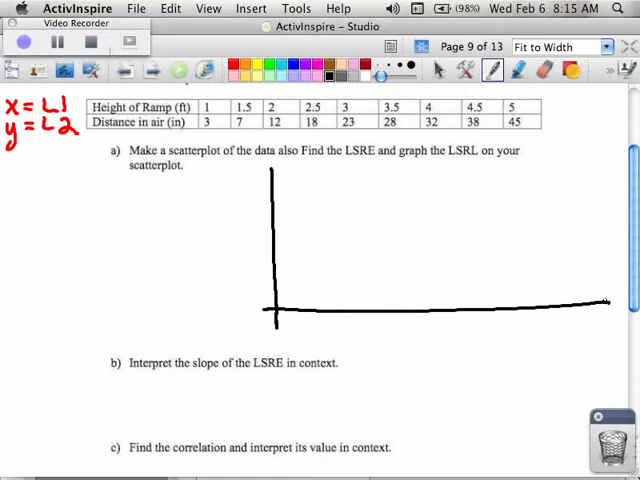 ActivInspire File Edit View Insert Tools Help (98%) Wed Feb 6 8:15 AM
Video Recorder
ActivInspire - Studio
Page 9 of 13 Fit to Width
x = L1
y = L2
Height of Ramp (ft) 1 1.5 2 2.5 3 3.5 4 4.5 5
Distance in air (in) 3 7 12 18 23 28 32 38 45
a) Make a scatterplot of the data also Find the LSRE and graph the LSRL on your
scatterplot.
b) Interpret the slope of the LSRE in context.
c) Find the correlation and interpret its value in context.